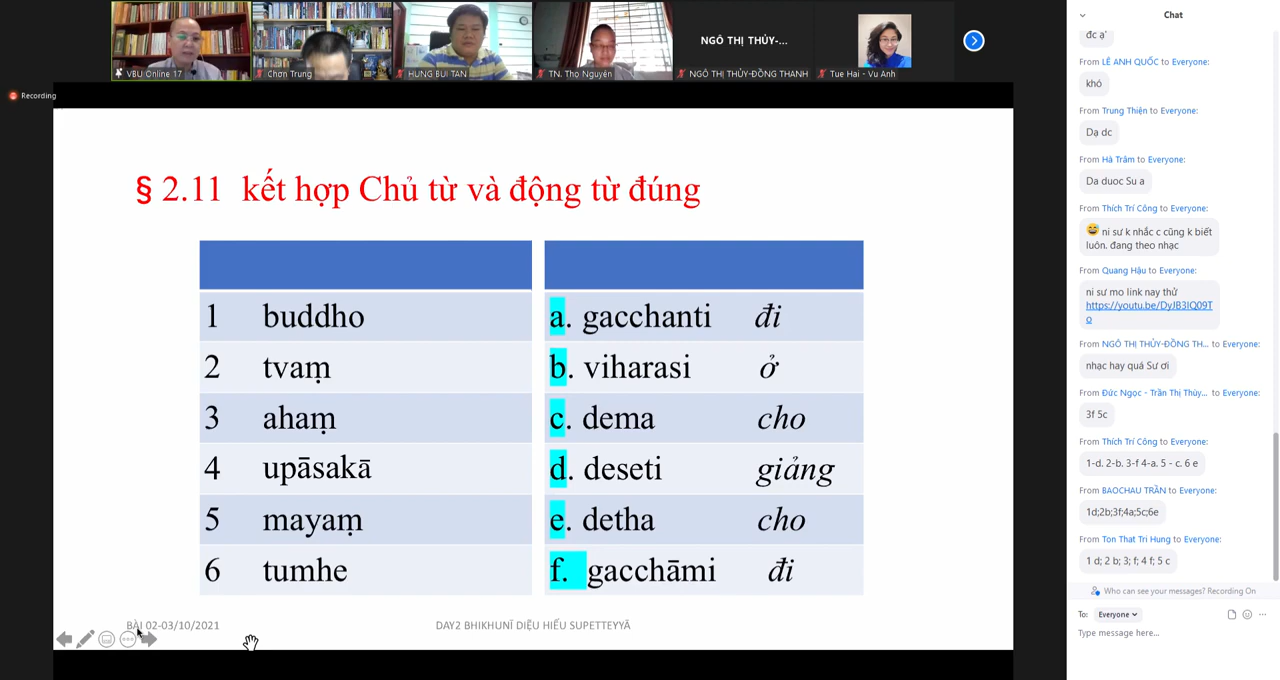 VBU Online 17
Chơn Trung
HUNG BUI TAN
TN. Thọ Nguyện
NGÔ THỊ THỦY-...
NGÔ THỊ THỦY-ĐỒNG THANH
Tue Hai - Vu Anh
Recording
§ 2.11 kết hợp Chủ từ và động từ đúng
1 buddho a. gacchanti đi
2 tvaṃ b. viharasi ở
3 ahaṃ c. dema cho
4 upāsakā d. deseti giảng
5 mayaṃ e. detha cho
6 tumhe f. gacchāmi đi
BÀI 02-03/10/2021 DAY2 BHIKHUNĪ DIỆU HIẾU SUPETTEYYĀ
Chat
đc ạ'
From LÊ ANH QUỐC to Everyone:
khó
From Trung Thiện to Everyone:
Dạ dc
From Hà Trâm to Everyone:
Da duoc Su a
From Thích Trí Công to Everyone:
ni sư k nhắc c cũng k biết
luôn. đang theo nhạc
From Quang Hậu to Everyone:
ni sư mo link nay thử
https://youtu.be/DyJB3IQ09T
o
From NGÔ THỊ THỦY-ĐỒNG TH... to Everyone:
nhạc hay quá Sư ơi
From Đức Ngọc - Trần Thị Thùy... to Everyone:
3f 5c
From Thích Trí Công to Everyone:
1-d. 2-b. 3-f 4-a. 5 - c. 6 e
From BAOCHAU TRẦN to Everyone:
1d;2b;3f;4a;5c;6e
From Ton That Tri Hung to Everyone:
1 d; 2 b; 3; f; 4 f; 5 c
Who can see your messages? Recording On
To: Everyone
Type message here...